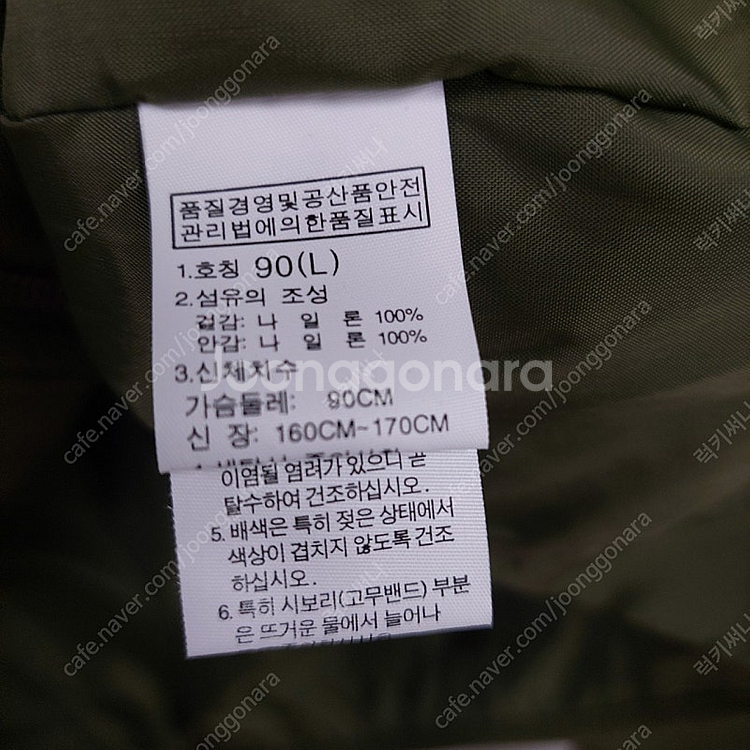 품질경영및공산품안전
관리법에의한품질표시
1.호칭 90(L)
2.섬유의 조성
겉감: 나 일 론 100%
안감: 나 일 론 100%
3.신체치수
가슴둘레: 90CM
신 장: 160CM~170CM
이염될 염려가 있으니 곧
탈수하여 건조하십시오.
5. 배색은 특히 젖은 상태에서
색상이 겹치지 않도록 건조
하십시오.
6. 특히 시보리(고무밴드) 부분
은 뜨거운 물에서 늘어나
Joonggonara
cafe.naver.com/joonggonara
럭키써니